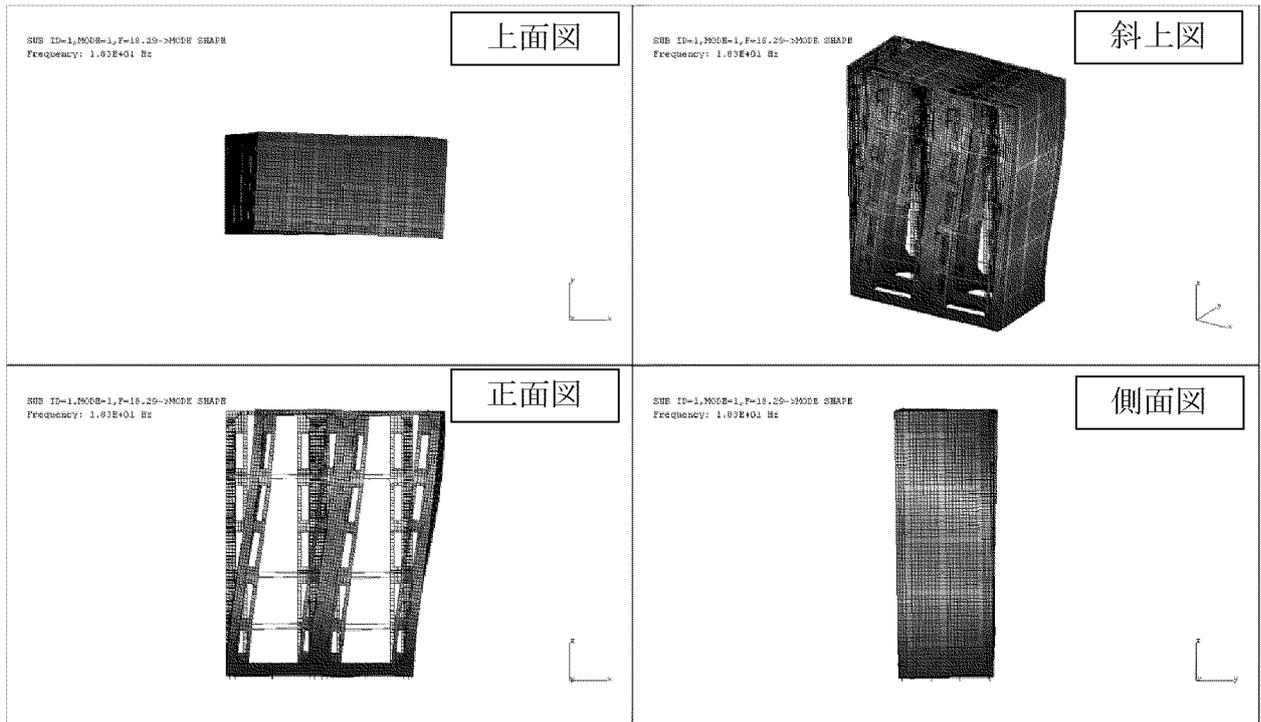 SUB ID=1,MODE=1,F=18.29->MODE SHAPE
Frequency: 1.83E+01 Hz
上面図
SUB ID=1,MODE=1,F=18.29->MODE SHAPE
Frequency: 1.83E+01 Hz
斜上図
SUB ID=1,MODE=1,F=18.29->MODE SHAPE
Frequency: 1.83E+01 Hz
正面図
SUB ID=1,MODE=1,F=18.29->MODE SHAPE
Frequency: 1.83E+01 Hz
側面図